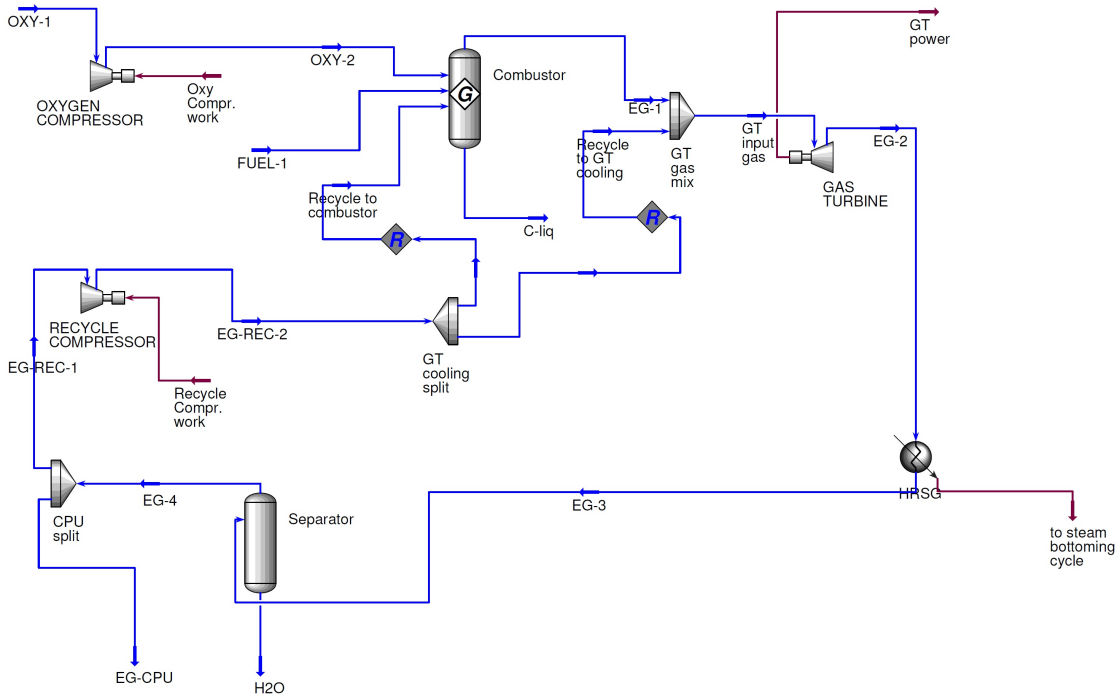 OXY-1
GT
power
OXY-2
Combustor
Oxy
Compr.
work
OXYGEN
COMPRESSOR
G
EG-1
FUEL-1
Recycle
to GT
cooling
GT
gas
mix
GT
input
gas
EG-2
GAS
TURBINE
Recycle to
combustor
C-liq
R
R
RECYCLE
COMPRESSOR
EG-REC-2
EG-REC-1
GT
cooling
split
Recycle
Compr.
work
HRSG
EG-4
EG-3
CPU
split
Separator
to steam
bottoming
cycle
EG-CPU
H2O